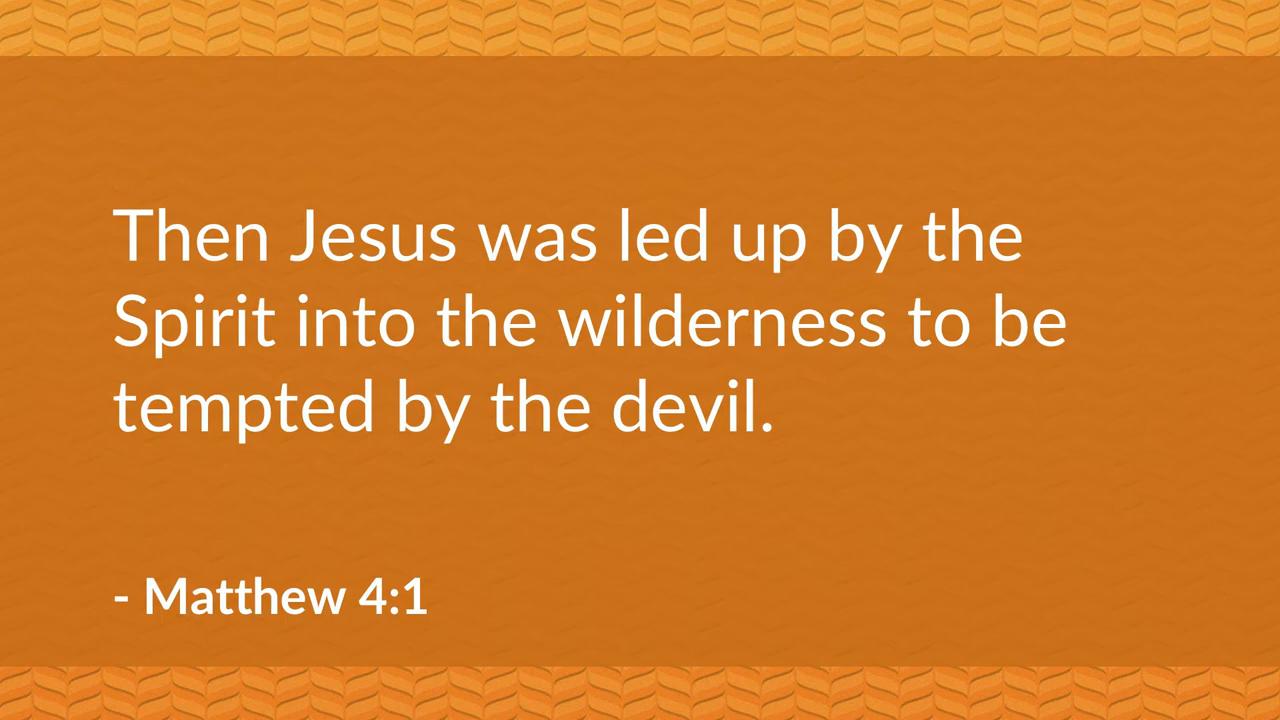 Then Jesus was led up by the
Spirit into the wilderness to be
tempted by the devil.
- Matthew 4:1